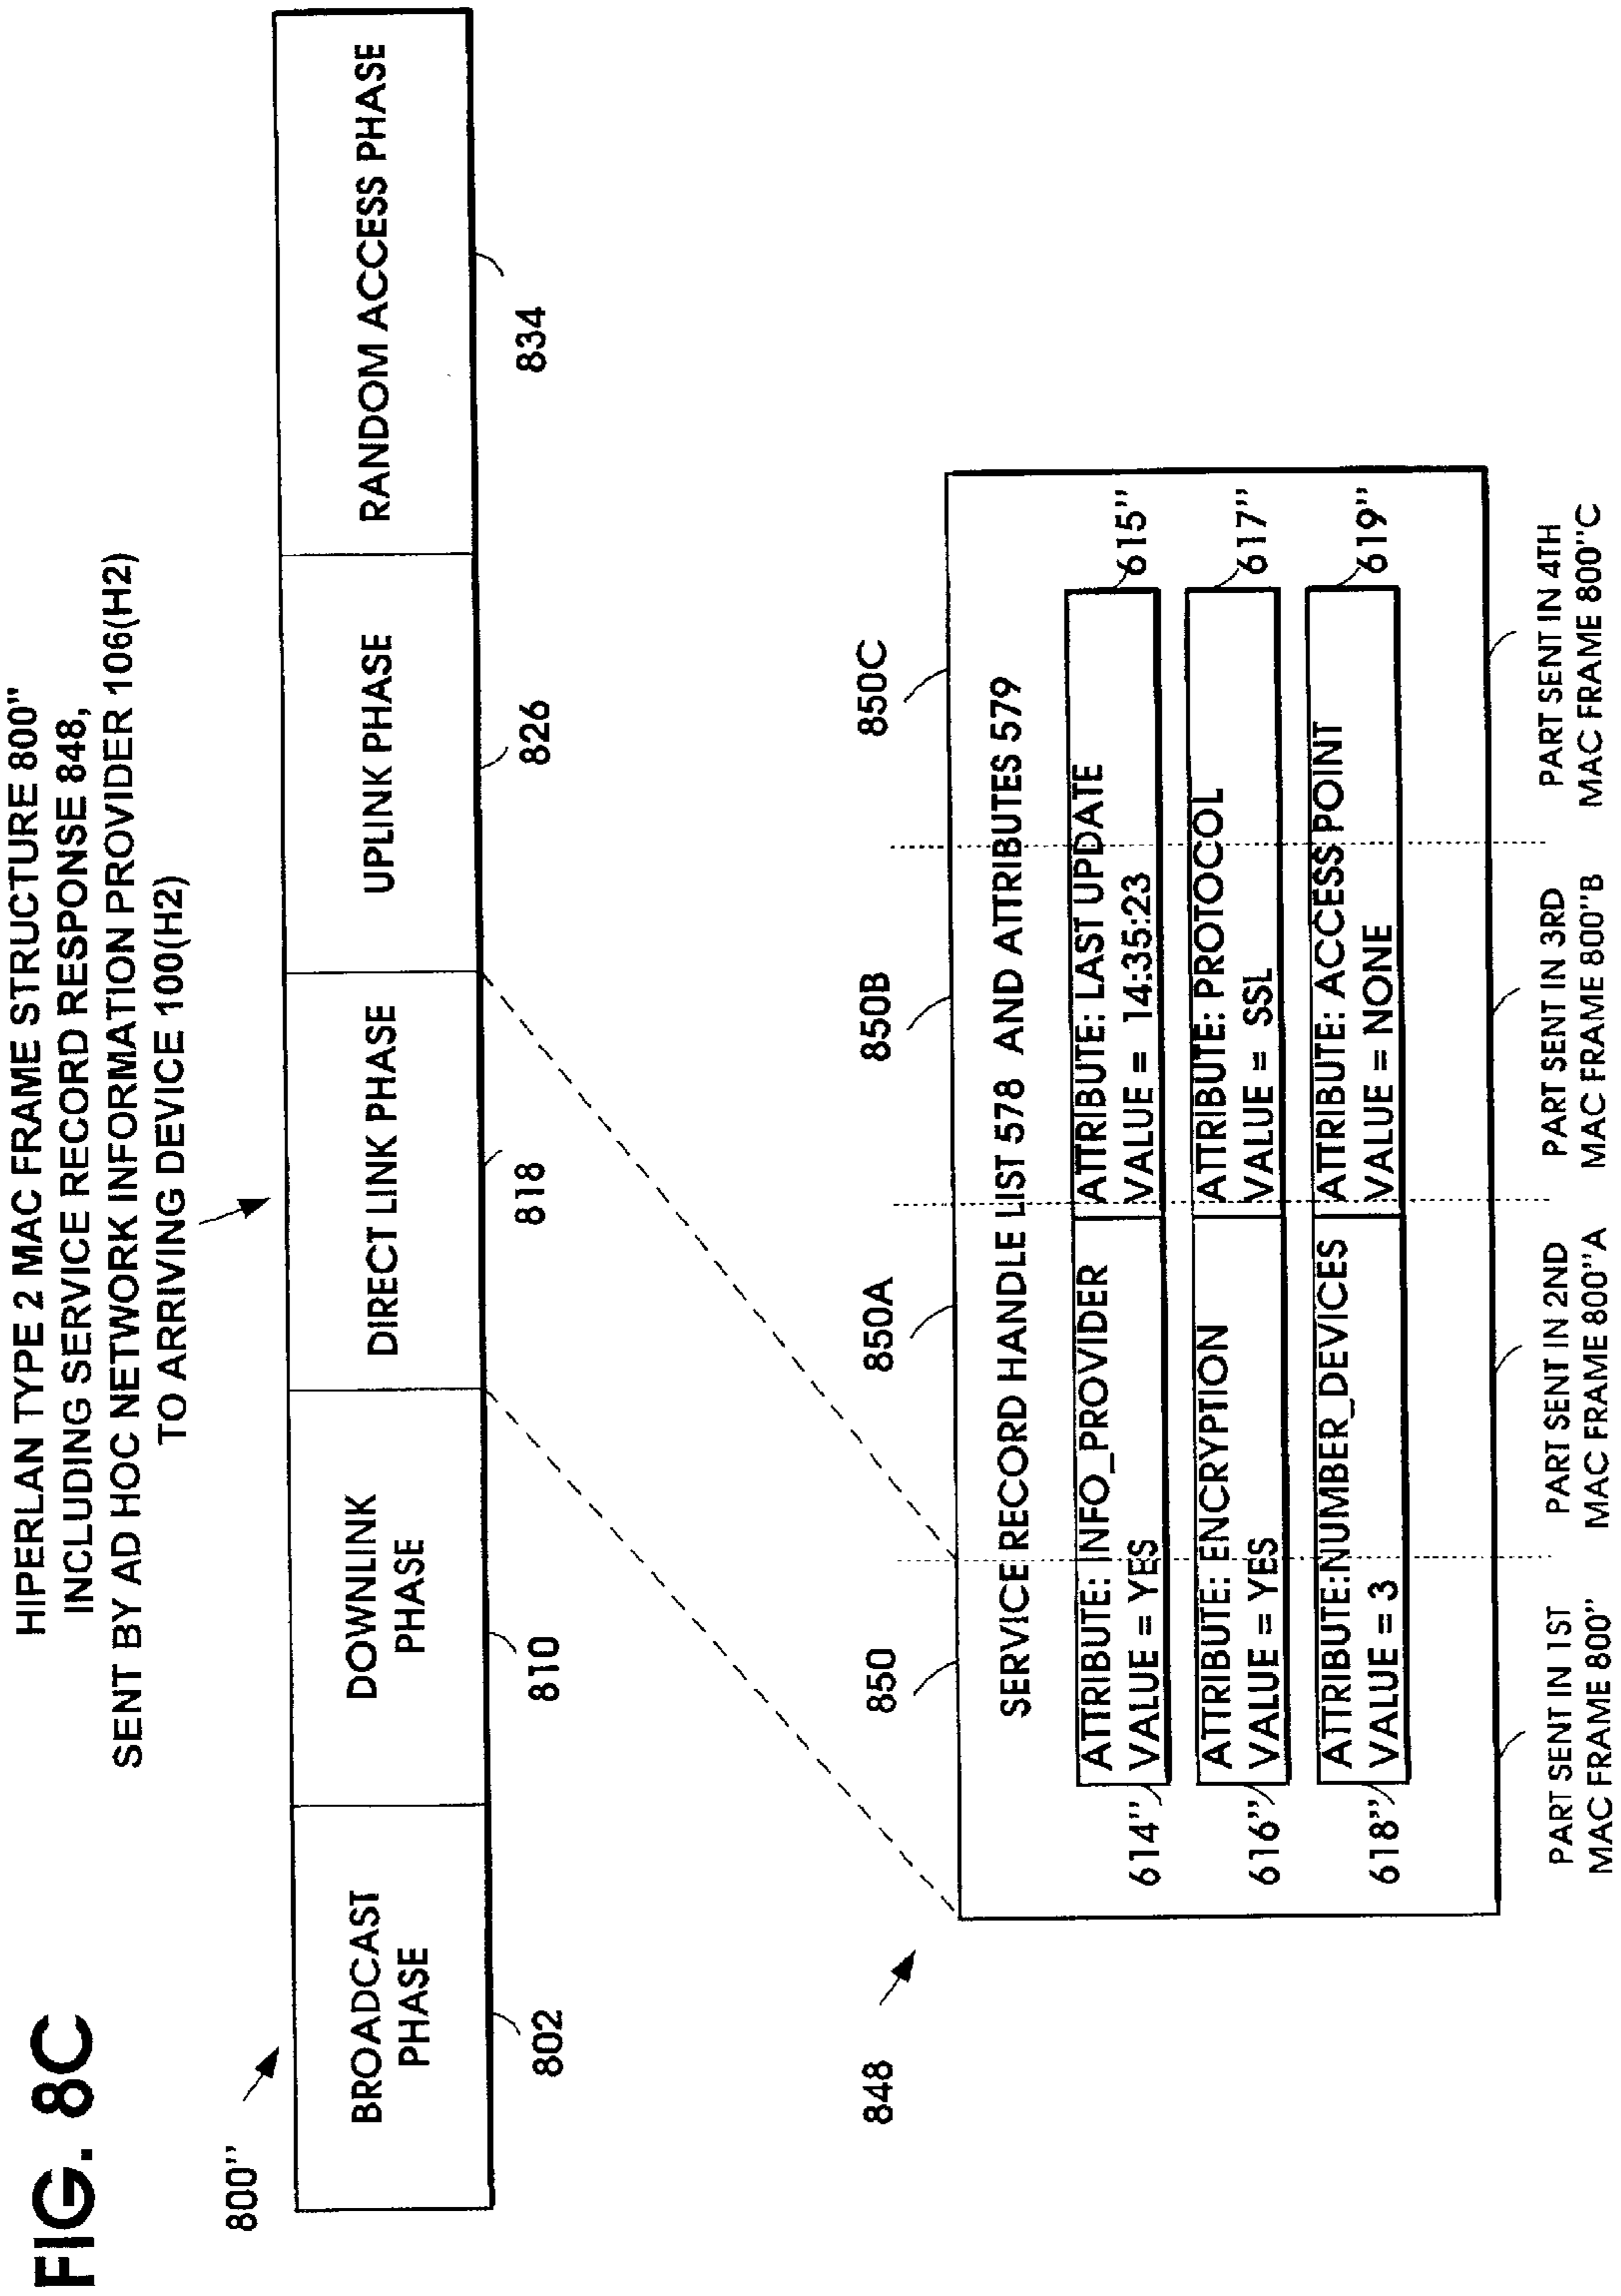 FIG. 8C
HIPERLAN TYPE 2 MAC FRAME STRUCTURE 800"
INCLUDING SERVICE RECORD RESPONSE 848,
SENT BY AD HOC NETWORK INFORMATION PROVIDER 106(H2)
TO ARRIVING DEVICE 100(H2)
800"
BROADCAST
PHASE
DOWNLINK
PHASE
DIRECT LINK PHASE
UPLINK PHASE
RANDOM ACCESS PHASE
802
810
818
826
834
848
850
850A
850B
850C
SERVICE RECORD HANDLE LIST 578 AND ATTRIBUTES 579
614"
ATTRIBUTE: INFO_PROVIDER
VALUE = YES
ATTRIBUTE: LAST UPDATE
VALUE = 14:35:23
615"
616"
ATTRIBUTE: ENCRYPTION
VALUE = YES
ATTRIBUTE: PROTOCOL
VALUE = SSL
617"
618"
ATTRIBUTE:NUMBER_DEVICES
VALUE = 3
ATTRIBUTE: ACCESS POINT
VALUE = NONE
619"
PART SENT IN 1ST
MAC FRAME 800"
PART SENT IN 2ND
MAC FRAME 800"A
PART SENT IN 3RD
MAC FRAME 800"B
PART SENT IN 4TH
MAC FRAME 800"C